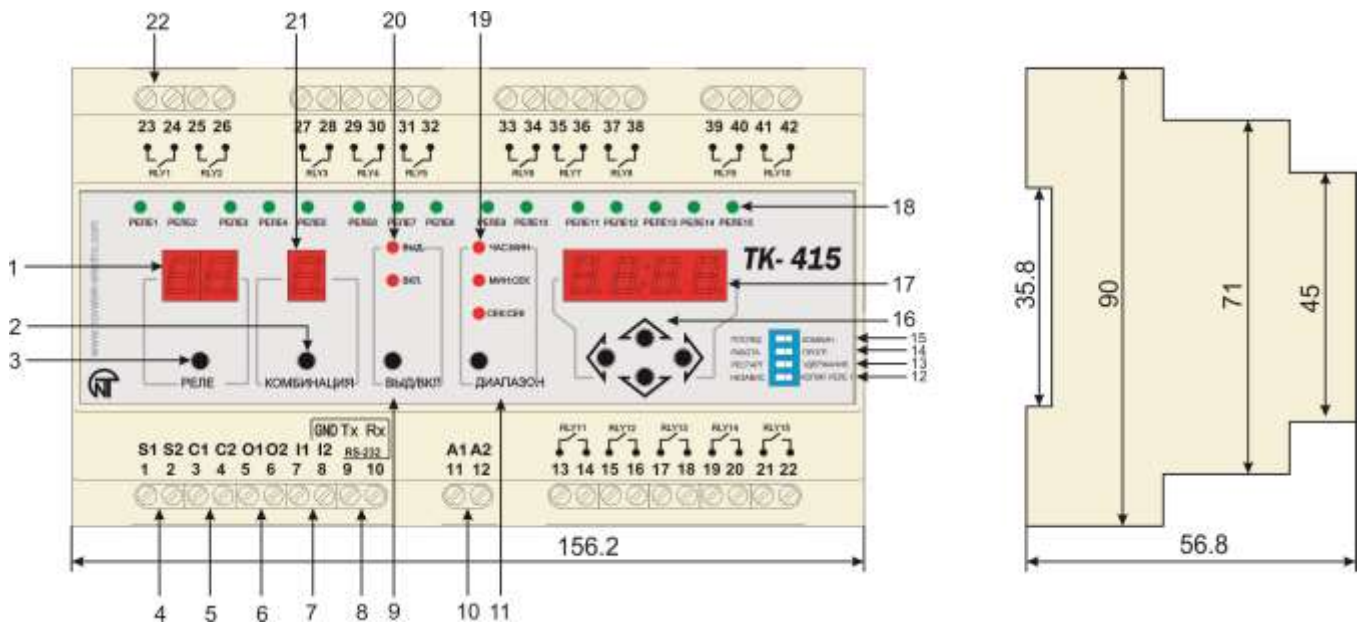 22 21 20 19
23 24 25 26 27 28 29 30 31 32 33 34 35 36 37 38 39 40 41 42
RLY1 RLY2 RLY3 RLY4 RLY5 RLY6 RLY7 RLY8 RLY9 RLY10
РЕЛЕ1 РЕЛЕ2 РЕЛЕ3 РЕЛЕ4 РЕЛЕ5 РЕЛЕ6 РЕЛЕ7 РЕЛЕ8 РЕЛЕ9 РЕЛЕ10 РЕЛЕ11 РЕЛЕ12 РЕЛЕ13 РЕЛЕ14 РЕЛЕ15
18
ВЫД. ЧАС:МИН
TK- 415
1
ВКЛ. МИН:СЕК
17
СЕК:СЕК
16
2
15
3
РАБОТА
14
РЕСТАРТ УДЕРЖАНИЕ
13
НЕЗАВИС
12
РЕЛЕ КОМБИНАЦИЯ ВЫД/ВКЛ ДИАПАЗОН
GND Tx Rx
S1 S2 C1 C2 O1 O2 I1 I2 RS-232 A1 A2
RLY11 RLY12 RLY13 RLY14 RLY15
1 2 3 4 5 6 7 8 9 10 11 12 13 14 15 16 17 18 19 20 21 22
156.2
4 5 6 7 8 9 10 11
35.8
90
71
45
56.8